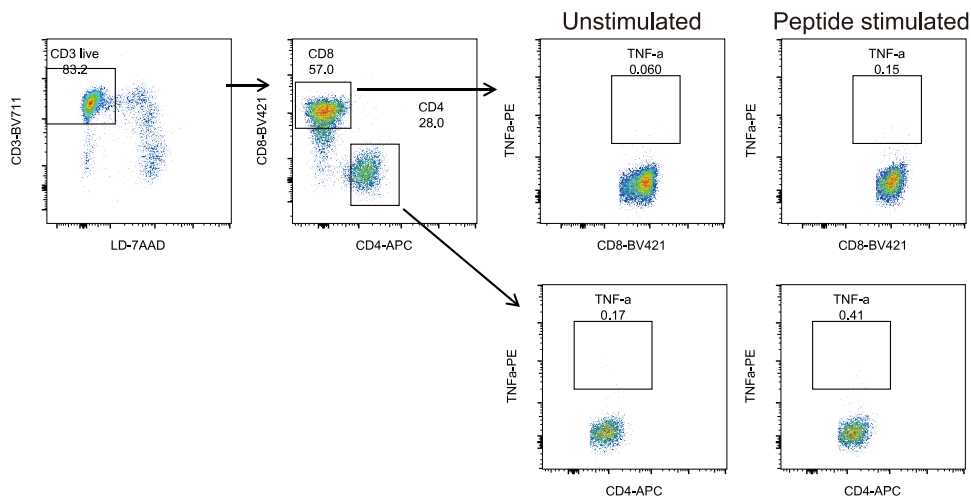 Unstimulated
Peptide stimulated
CD3 live
83.2
CD3-BV711
LD-7AAD
CD8
57.0
CD4
28.0
CD8-BV421
CD4-APC
TNF-a
0.060
TNFa-PE
CD8-BV421
TNF-a
0.15
TNFa-PE
CD8-BV421
TNF-a
0.17
TNFa-PE
CD4-APC
TNF-a
0.41
TNFa-PE
CD4-APC